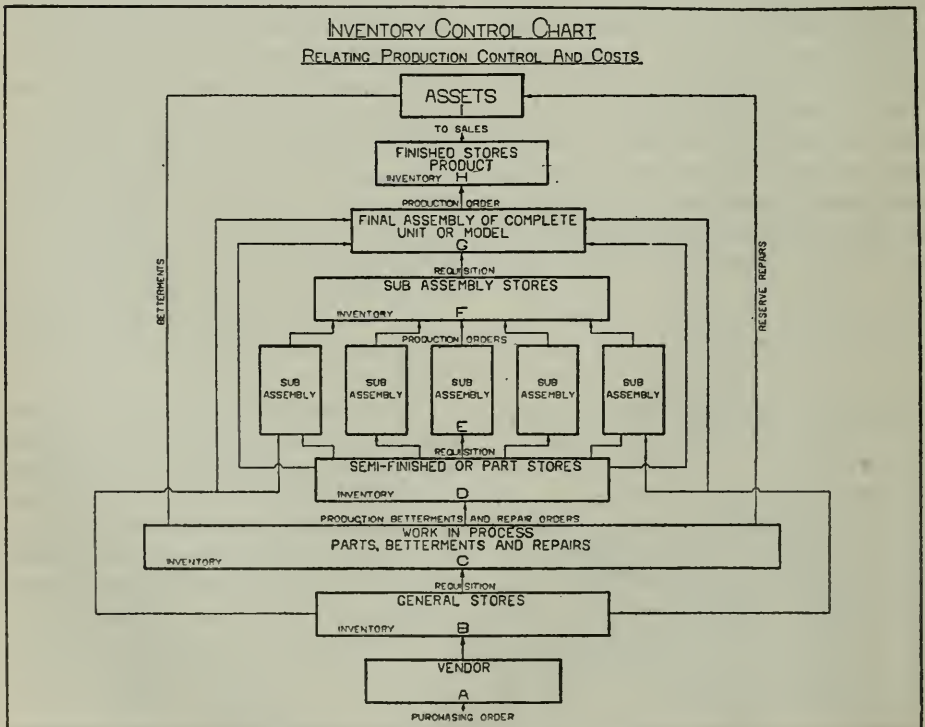 INVENTORY CONTROL CHART
RELATING PRODUCTION CONTROL AND COSTS
ASSETS
I
TO SALES
FINISHED STORES
PRODUCT
INVENTORY H
PRODUCTION ORDER
FINAL ASSEMBLY OF COMPLETE
UNIT OR MODEL
G
BETTERMENTS
RESERVE REPAIRS
REQUISITION
SUB ASSEMBLY STORES
INVENTORY F
PRODUCTION ORDERS
SUB
ASSEMBLY
SUB
ASSEMBLY
SUB
ASSEMBLY
E
SUB
ASSEMBLY
SUB
ASSEMBLY
REQUISITION
SEMI-FINISHED OR PART STORES
INVENTORY D
PRODUCTION BETTERMENTS AND REPAIR ORDERS
WORK IN PROCESS
PARTS, BETTERMENTS AND REPAIRS
INVENTORY C
REQUISITION
GENERAL STORES
INVENTORY B
VENDOR
A
PURCHASING ORDER